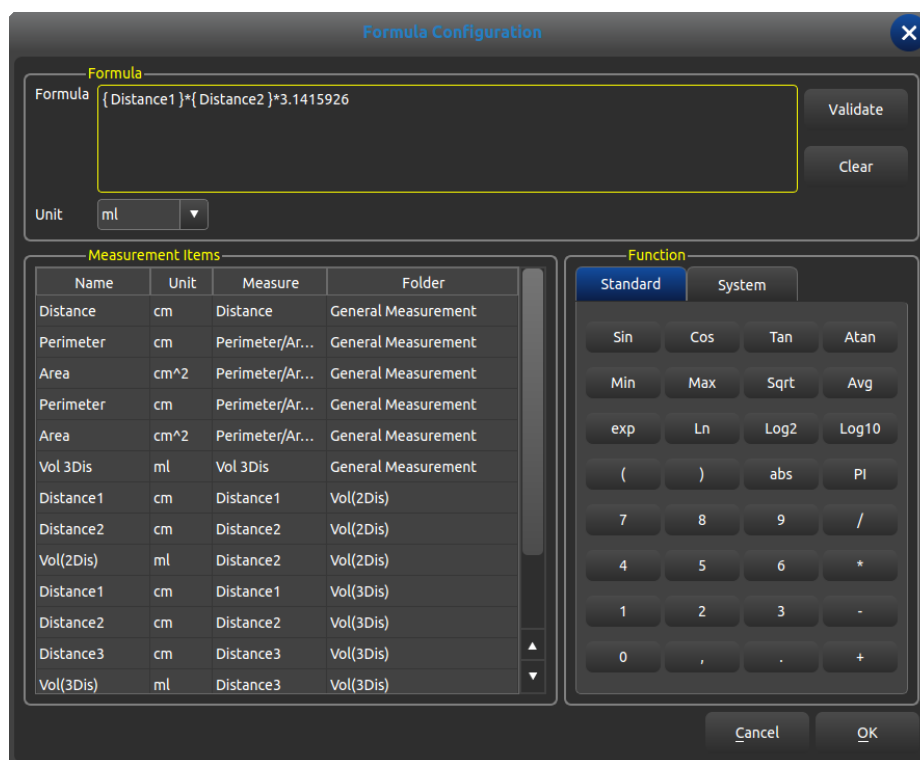 Formula Configuration
Formula
Formula
{ Distance1 }*{ Distance2 }*3.1415926
Validate
Clear
Unit ml
Measurement Items
Name Unit Measure Folder
Distance cm Distance General Measurement
Perimeter cm Perimeter/Ar... General Measurement
Area cm^2 Perimeter/Ar... General Measurement
Perimeter cm Perimeter/Ar... General Measurement
Area cm^2 Perimeter/Ar... General Measurement
Vol 3Dis ml Vol 3Dis General Measurement
Distance1 cm Distance1 Vol(2Dis)
Distance2 cm Distance2 Vol(2Dis)
Vol(2Dis) ml Distance2 Vol(2Dis)
Distance1 cm Distance1 Vol(3Dis)
Distance2 cm Distance2 Vol(3Dis)
Distance3 cm Distance3 Vol(3Dis)
Vol(3Dis) ml Distance3 Vol(3Dis)
Function
Standard System
Sin Cos Tan Atan
Min Max Sqrt Avg
exp Ln Log2 Log10
( ) abs PI
7 8 9 /
4 5 6 *
1 2 3 -
0 , . +
Cancel OK